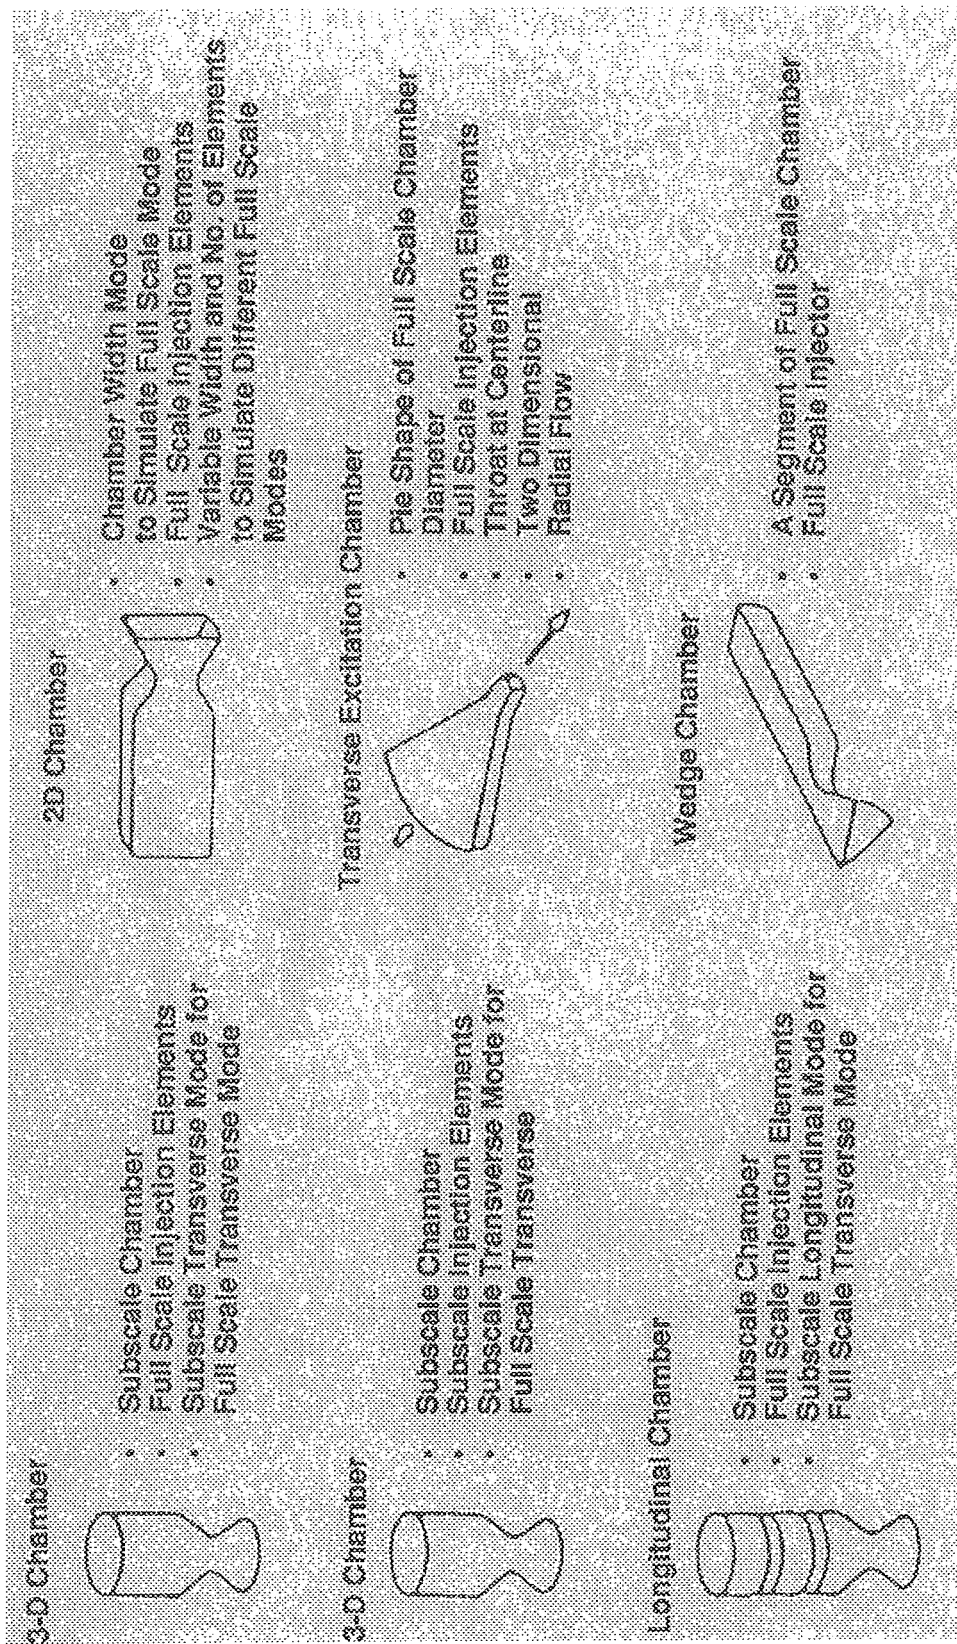 3-D Chamber
• Subscale Chamber
• Full Scale Injection Elements
• Subscale Transverse Mode for
Full Scale Transverse Mode
2D Chamber
• Chamber Width Mode
to Simulate Full Scale Mode
• Full Scale Injection Elements
• Variable Width and No. of Elements
to Simulate Different Full Scale
Modes
3-D Chamber
• Subscale Chamber
• Subscale Injection Elements
• Subscale Transverse Mode for
Full Scale Transverse
Transverse Excitation Chamber
• Pie Shape of Full Scale Chamber
Diameter
• Full Scale Injection Elements
• Throat at Centerline
• Two Dimensional
• Radial Flow
Longitudinal Chamber
• Subscale Chamber
• Full Scale Injection Elements
• Subscale Longitudinal Mode for
Full Scale Transverse Mode
Wedge Chamber
• A Segment of Full Scale Chamber
• Full Scale Injector